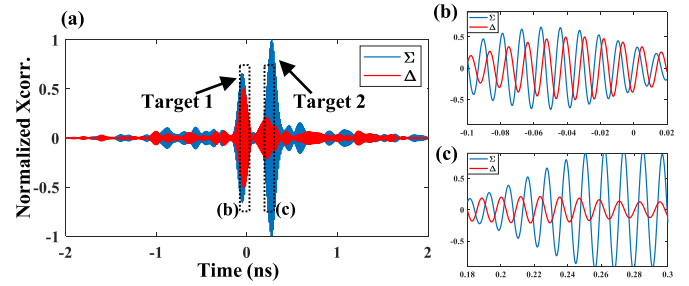 (a)
Normalized Xcorr.
1
0.5
0
-0.5
-1
-2
-1
0
1
2
Time (ns)
Σ
Δ
Target 1
Target 2
(b)
(c)
(b)
Σ
Δ
0.5
0
-0.5
-0.1
-0.08
-0.06
-0.04
-0.02
0
0.02
(c)
Σ
Δ
0.5
0
-0.5
0.18
0.2
0.22
0.24
0.26
0.28
0.3